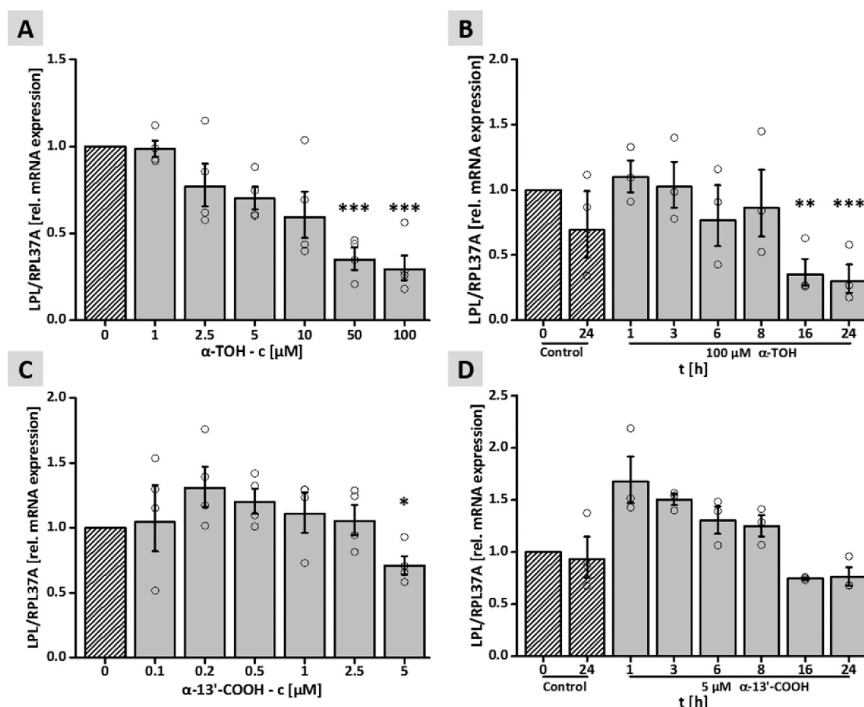 A
LPL/RPL37A [rel. mRNA expression]
1.5
1.0
0.5
0.0
*** ***
0 1 2.5 5 10 50 100
α-TOH - c [µM]
B
LPL/RPL37A [rel. mRNA expression]
2.0
1.5
1.0
0.5
0.0
** ***
0 24 1 3 6 8 16 24
Control 100 µM α-TOH
t [h]
C
LPL/RPL37A [rel. mRNA expression]
2.0
1.5
1.0
0.5
0.0
*
0 0.1 0.2 0.5 1 2.5 5
α-13'-COOH - c [µM]
D
LPL/RPL37A [rel. mRNA expression]
2.5
2.0
1.5
1.0
0.5
0.0
0 24 1 3 6 8 16 24
Control 5 µM α-13'-COOH
t [h]